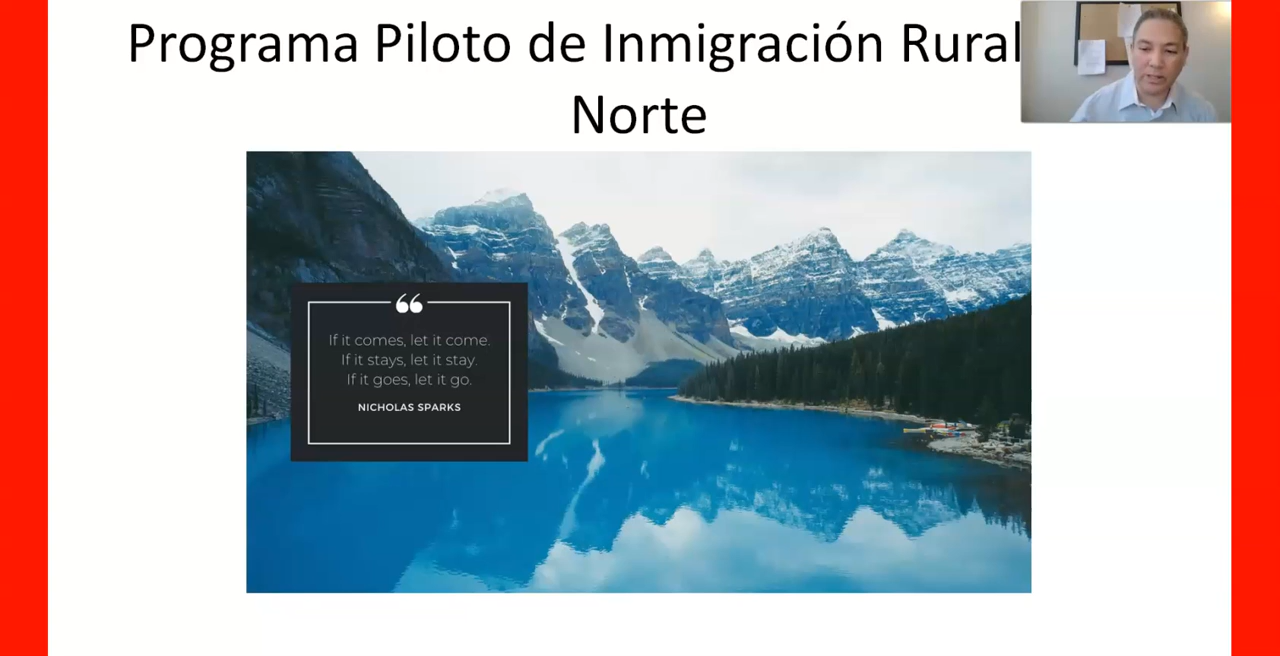 Programa Piloto de Inmigración Rural
Norte
❝
If it comes, let it come.
If it stays, let it stay.
If it goes, let it go.
NICHOLAS SPARKS